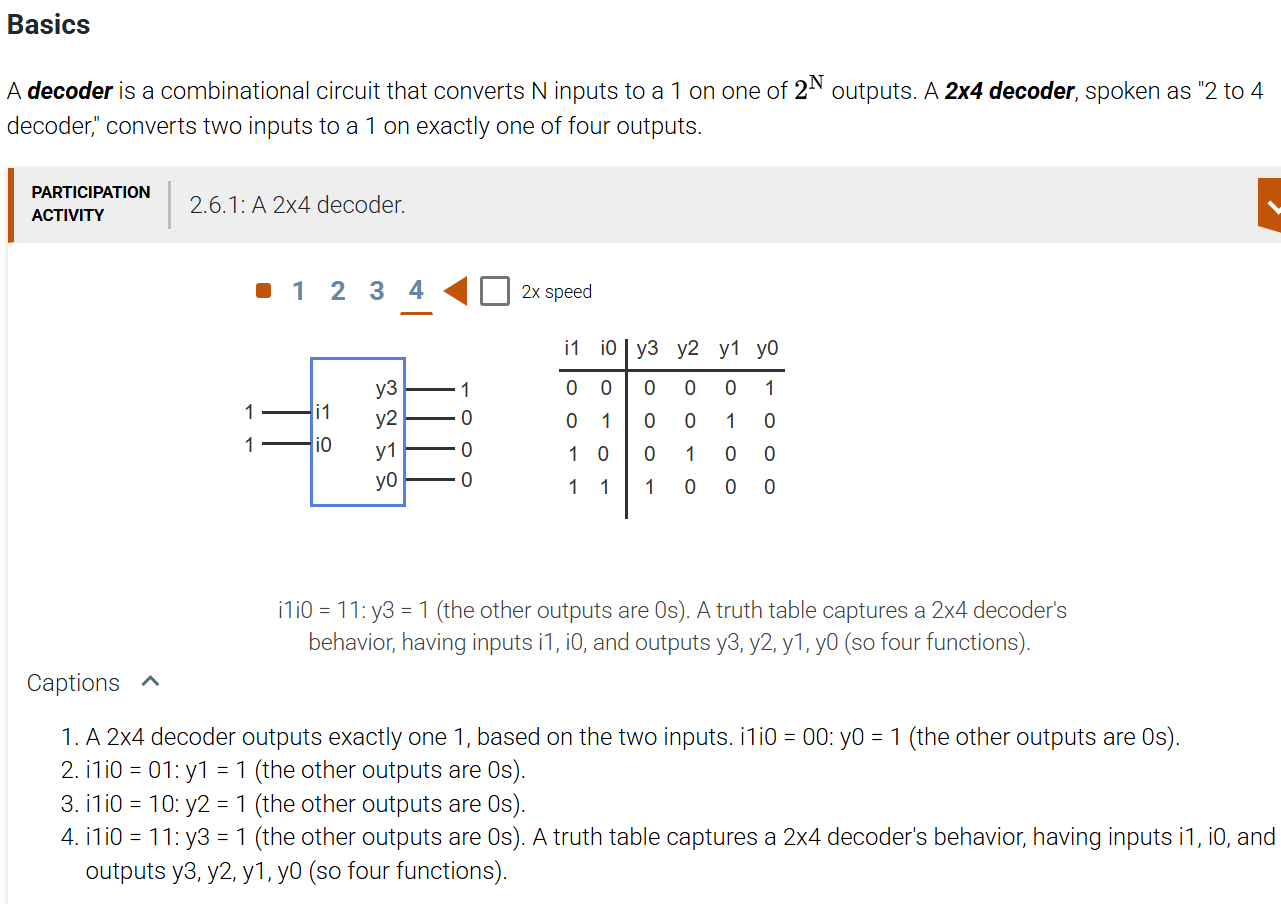 Basics
A decoder is a combinational circuit that converts N inputs to a 1 on one of 2^N outputs. A 2x4 decoder, spoken as "2 to 4
decoder," converts two inputs to a 1 on exactly one of four outputs.
PARTICIPATION
ACTIVITY
2.6.1: A 2x4 decoder.
1 2 3 4 2x speed
y3 1
1 i1
y2 0
1 i0
y1 0
y0 0
i1 i0 y3 y2 y1 y0
0 0 0 0 0 1
0 1 0 0 1 0
1 0 0 1 0 0
1 1 1 0 0 0
i1i0 = 11: y3 = 1 (the other outputs are 0s). A truth table captures a 2x4 decoder's
behavior, having inputs i1, i0, and outputs y3, y2, y1, y0 (so four functions).
Captions
1. A 2x4 decoder outputs exactly one 1, based on the two inputs. i1i0 = 00: y0 = 1 (the other outputs are 0s).
2. i1i0 = 01: y1 = 1 (the other outputs are 0s).
3. i1i0 = 10: y2 = 1 (the other outputs are 0s).
4. i1i0 = 11: y3 = 1 (the other outputs are 0s). A truth table captures a 2x4 decoder's behavior, having inputs i1, i0, and
outputs y3, y2, y1, y0 (so four functions).